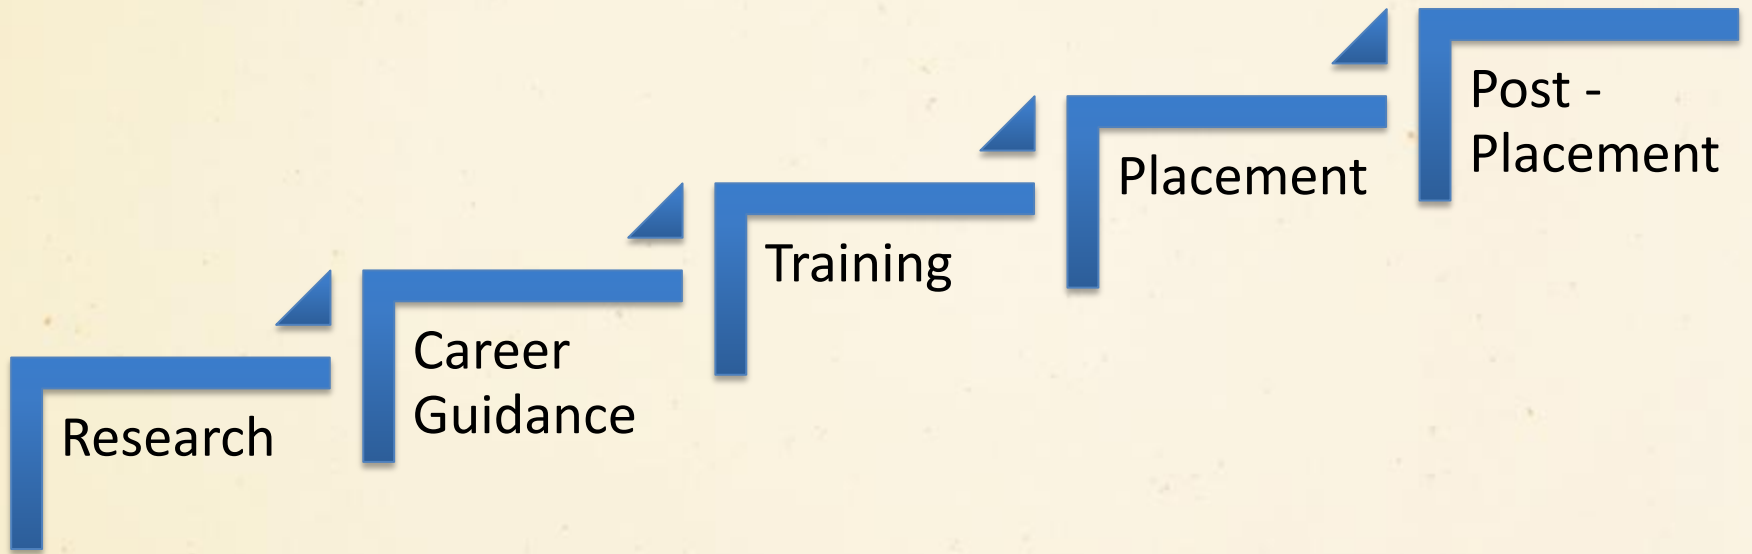 Research
Career
Guidance
Training
Placement
Post -
Placement